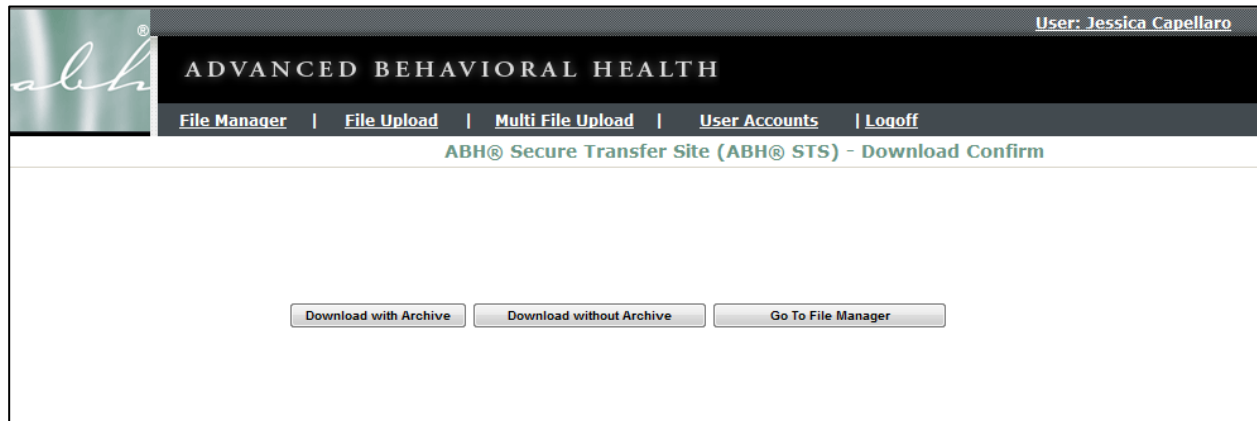 User: Jessica Capellaro
abh®
ADVANCED BEHAVIORAL HEALTH
File Manager | File Upload | Multi File Upload | User Accounts | Logoff
ABH® Secure Transfer Site (ABH® STS) - Download Confirm
Download with Archive Download without Archive Go To File Manager